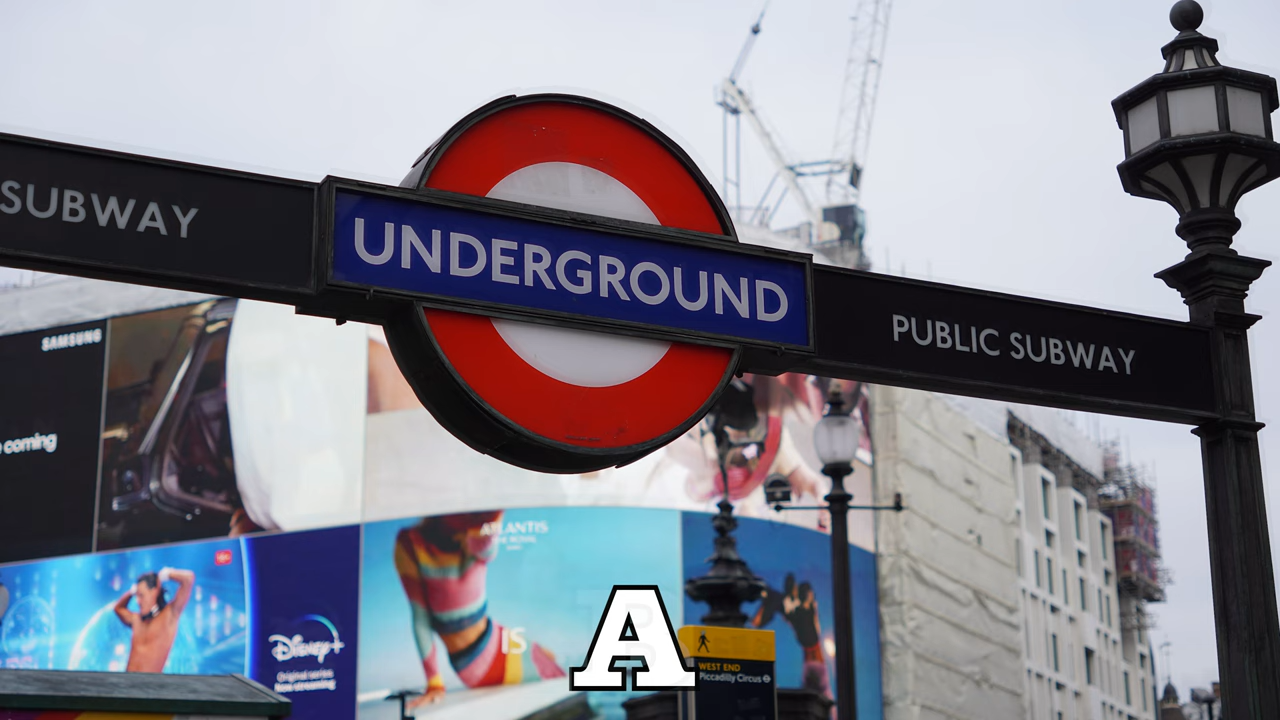 SUBWAY
UNDERGROUND
PUBLIC SUBWAY
SAMSUNG
coming
ATLANTIS
THE ROYAL
Disney+
Original series
Now streaming
IS
A
WEST END
Piccadilly Circus